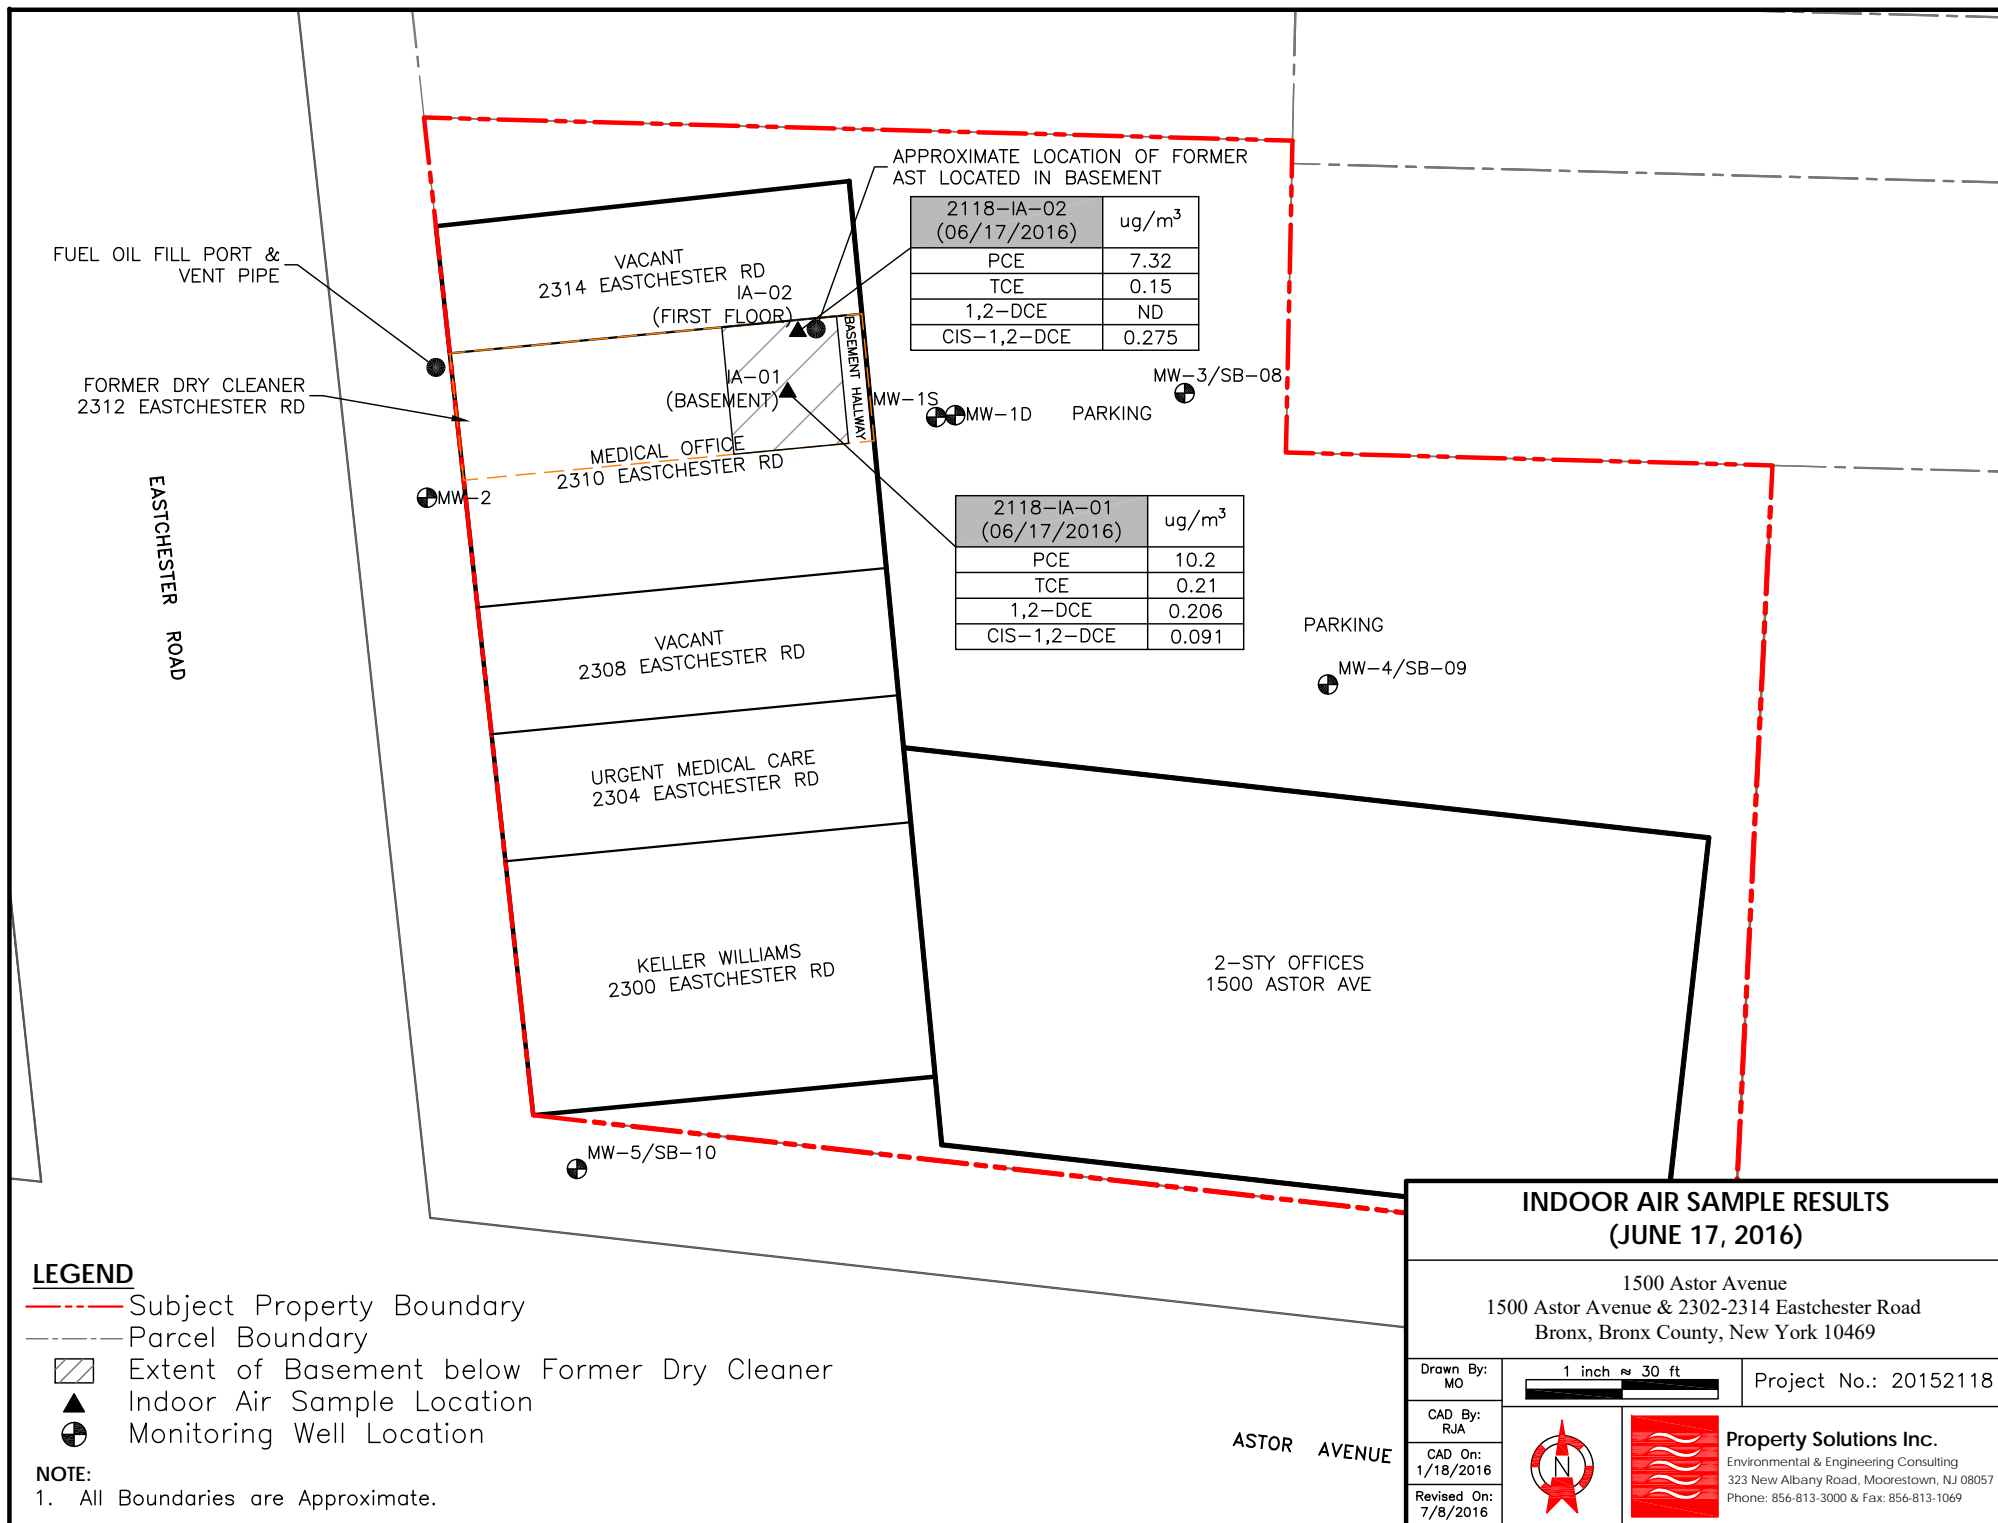 APPROXIMATE LOCATION OF FORMER
AST LOCATED IN BASEMENT
2118-IA-02
(06/17/2016)
ug/m³
PCE 7.32
TCE 0.15
1,2-DCE ND
CIS-1,2-DCE 0.275
FUEL OIL FILL PORT &
VENT PIPE
VACANT
2314 EASTCHESTER RD
IA-02
(FIRST FLOOR)
BASEMENT HALLWAY
FORMER DRY CLEANER
2312 EASTCHESTER RD
IA-01
(BASEMENT)
MW-1S
MW-1D
PARKING
MW-3/SB-08
MEDICAL OFFICE
2310 EASTCHESTER RD
MW-2
EASTCHESTER ROAD
2118-IA-01
(06/17/2016)
ug/m³
PCE 10.2
TCE 0.21
1,2-DCE 0.206
CIS-1,2-DCE 0.091
PARKING
MW-4/SB-09
VACANT
2308 EASTCHESTER RD
URGENT MEDICAL CARE
2304 EASTCHESTER RD
KELLER WILLIAMS
2300 EASTCHESTER RD
2-STY OFFICES
1500 ASTOR AVE
MW-5/SB-10
ASTOR AVENUE
LEGEND
Subject Property Boundary
Parcel Boundary
Extent of Basement below Former Dry Cleaner
Indoor Air Sample Location
Monitoring Well Location
NOTE:
1. All Boundaries are Approximate.
INDOOR AIR SAMPLE RESULTS
(JUNE 17, 2016)
1500 Astor Avenue
1500 Astor Avenue & 2302-2314 Eastchester Road
Bronx, Bronx County, New York 10469
Drawn By:
MO
1 inch ≈ 30 ft
Project No.: 20152118
CAD By:
RJA
CAD On:
1/18/2016
Revised On:
7/8/2016
N
Property Solutions Inc.
Environmental & Engineering Consulting
323 New Albany Road, Moorestown, NJ 08057
Phone: 856-813-3000 & Fax: 856-813-1069